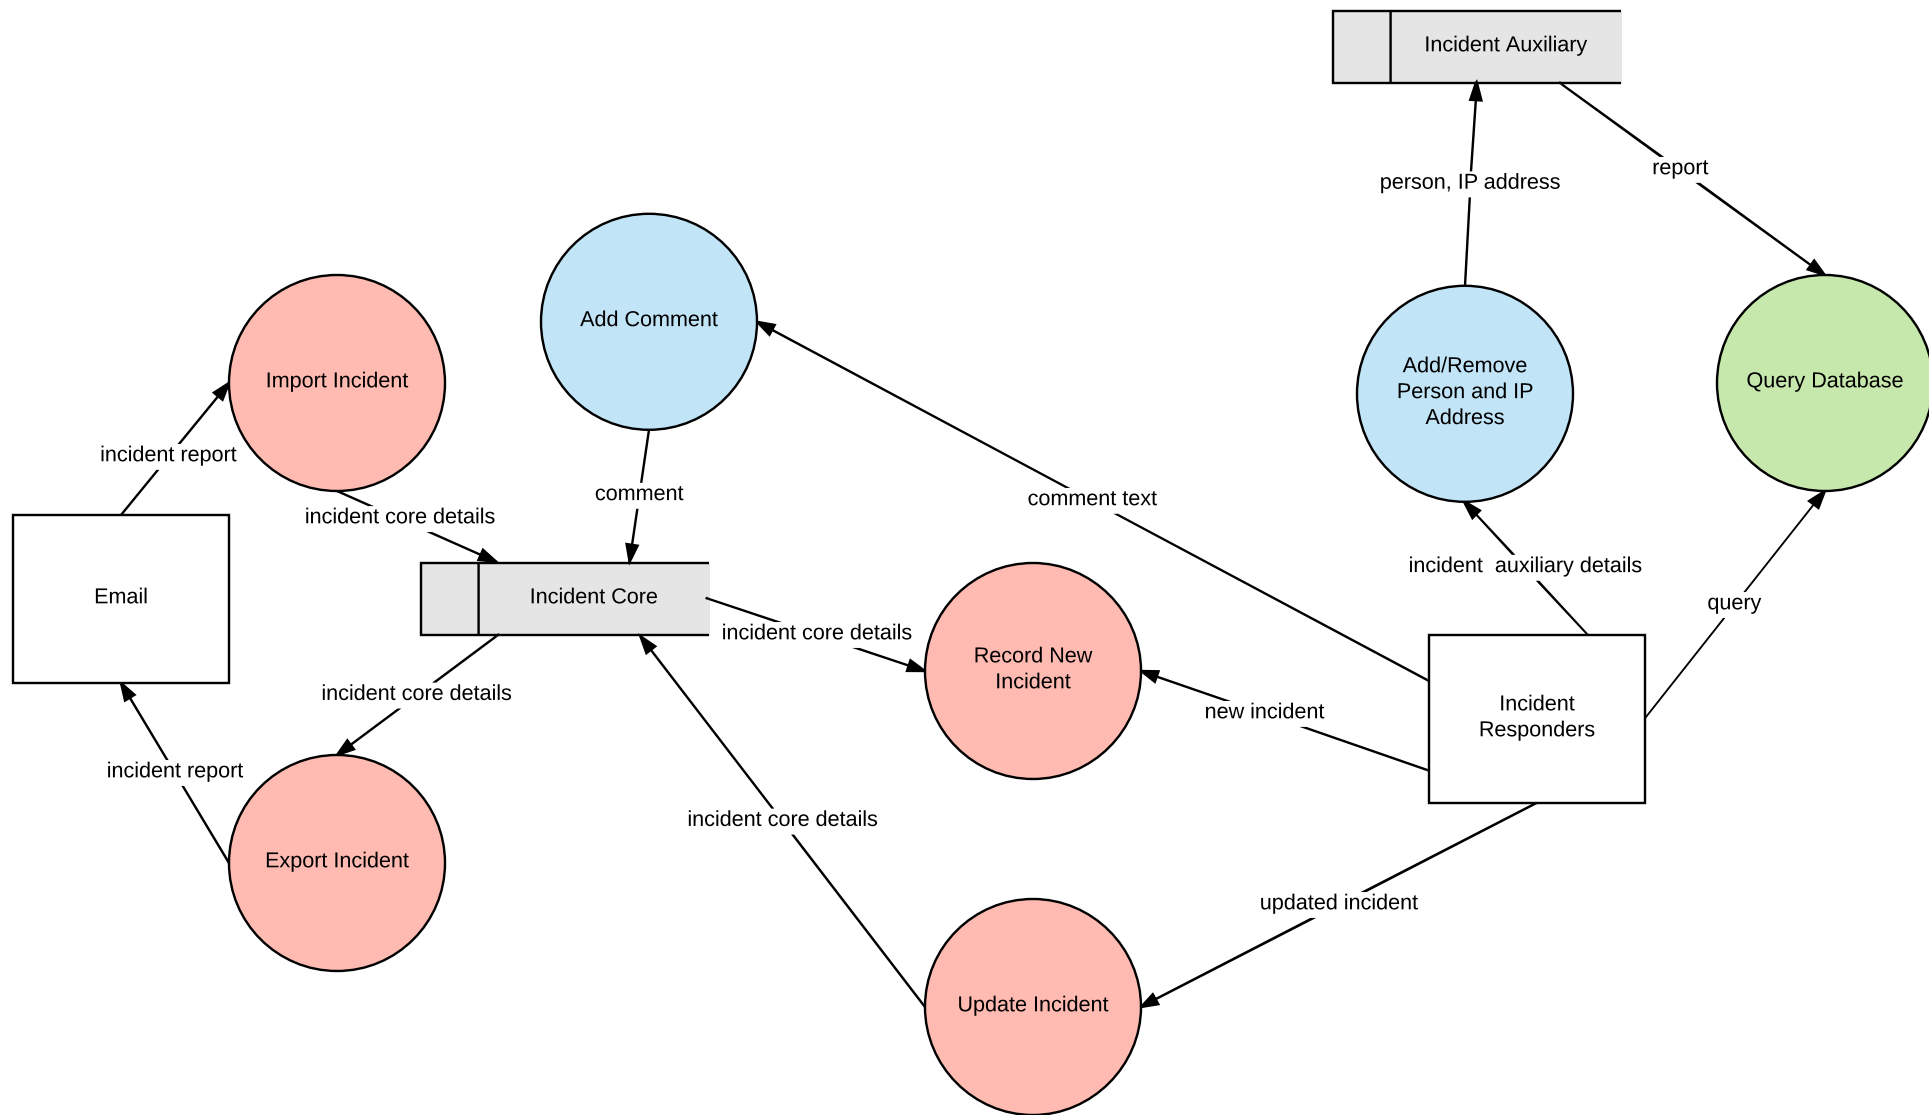 Incident Auxiliary
report
person, IP address
Add Comment
Import Incident
Add/Remove
Person and IP
Address
Query Database
incident report
comment
comment text
incident core details
incident  auxiliary details
Email
Incident Core
query
incident core details
Record New
Incident
incident core details
new incident
Incident
Responders
incident report
incident core details
Export Incident
updated incident
Update Incident